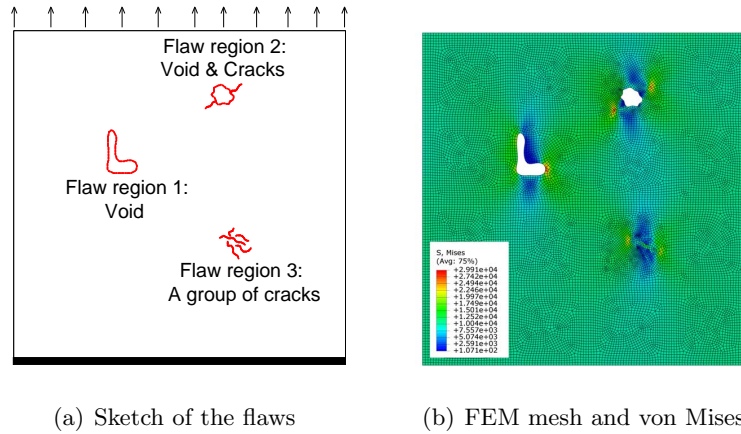 Flaw region 2:
Void & Cracks
Flaw region 1:
Void
Flaw region 3:
A group of cracks
S, Mises
(Avg: 75%)
+2.991e+04
+2.742e+04
+2.494e+04
+2.246e+04
+1.997e+04
+1.749e+04
+1.501e+04
+1.252e+04
+1.004e+04
+7.557e+03
+5.074e+03
+2.591e+03
+1.071e+02
(a) Sketch of the flaws
(b) FEM mesh and von Mises